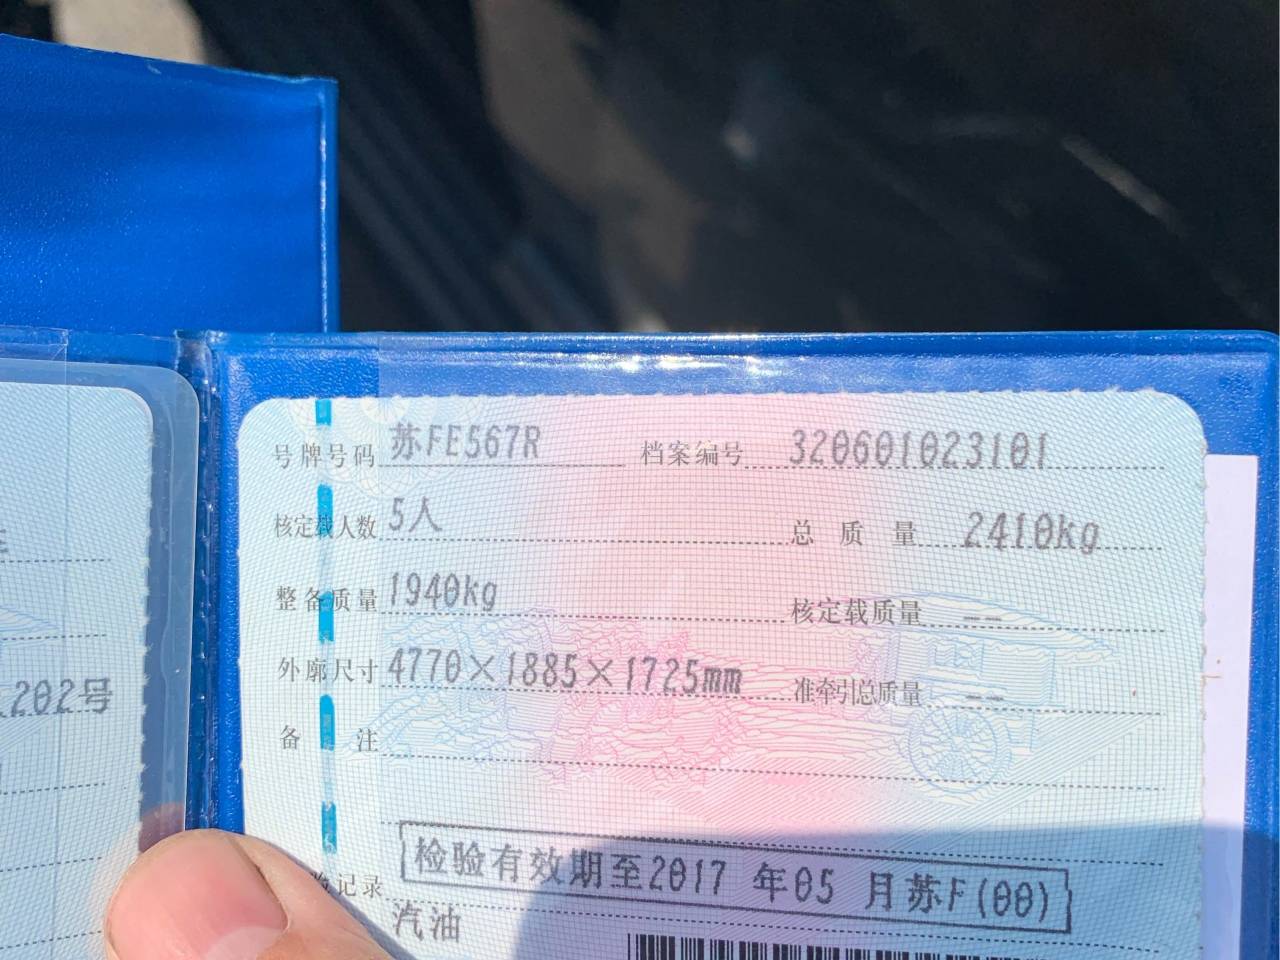 号牌号码 苏FE567R 档案编号 320601023101
核定载人数 5人 总质量 2410kg
整备质量 1940kg 核定载质量 --
外廓尺寸 4770×1885×1725mm 准牵引总质量 --
备注
202号
检验有效期至2017年05月苏F(00)
记录
汽油